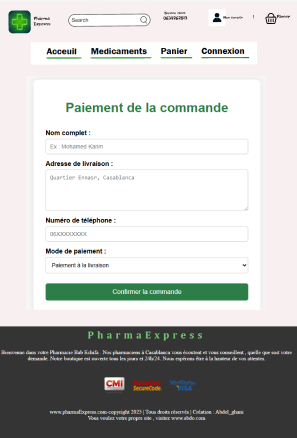 Pharma
Express
Search
0634967813
Mon compte
Panier
Acceuil
Medicaments
Panier
Connexion
Paiement de la commande
Nom complet :
Ex : Mohamed Karim
Adresse de livraison :
Quartier Ennasr, Casablanca
Numéro de téléphone :
06XXXXXXXX
Mode de paiement :
Paiement à la livraison
Confirmer la commande
PharmaExpress
Bienvenue dans votre Pharmacie Bab Echifa : Nos pharmaciens à Casablanca vous écoutent et vous conseillent , quelle que soit votre
demande. Notre boutique est ouverte tous les jours et 24h/24. Nous espérons être à la hauteur de vos attentes.
CMI
SecureCode
VISA
www.pharmaExpress.com-copyright 2025 | Tous droits réservés | Création : Abdel_ghani
Vous voulez votre propre site , visitez www.abdo.com